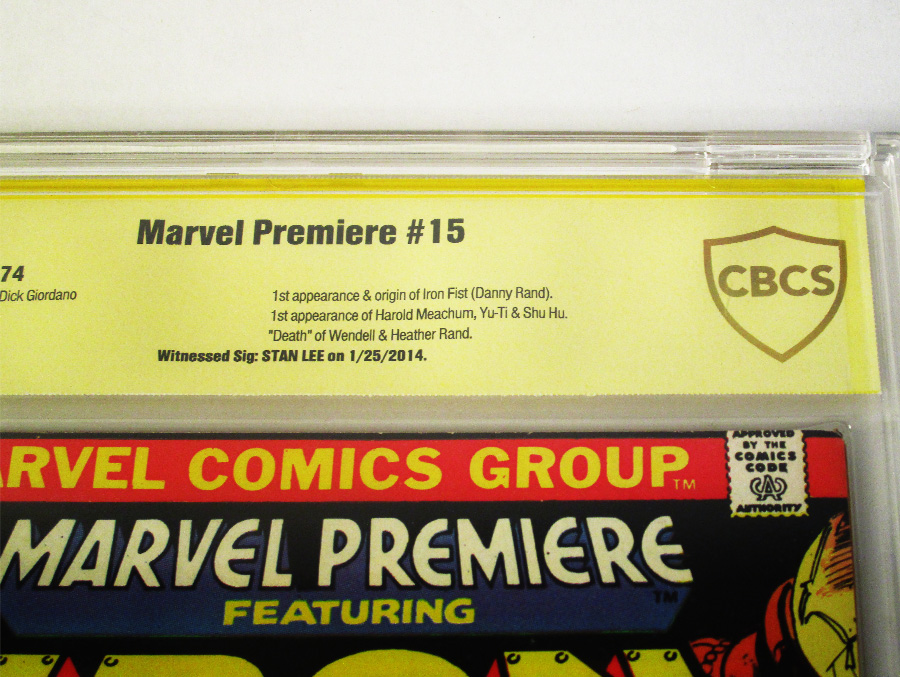 Marvel Premiere #15
74
Dick Giordano
1st appearance & origin of Iron Fist (Danny Rand).
1st appearance of Harold Meachum, Yu-Ti & Shu Hu.
"Death" of Wendell & Heather Rand.
Witnessed Sig: STAN LEE on 1/25/2014.
CBCS
ARVEL COMICS GROUP TM
APPROVED
BY THE
COMICS
CODE
CA
AUTHORITY
MARVEL PREMIERE TM
FEATURING